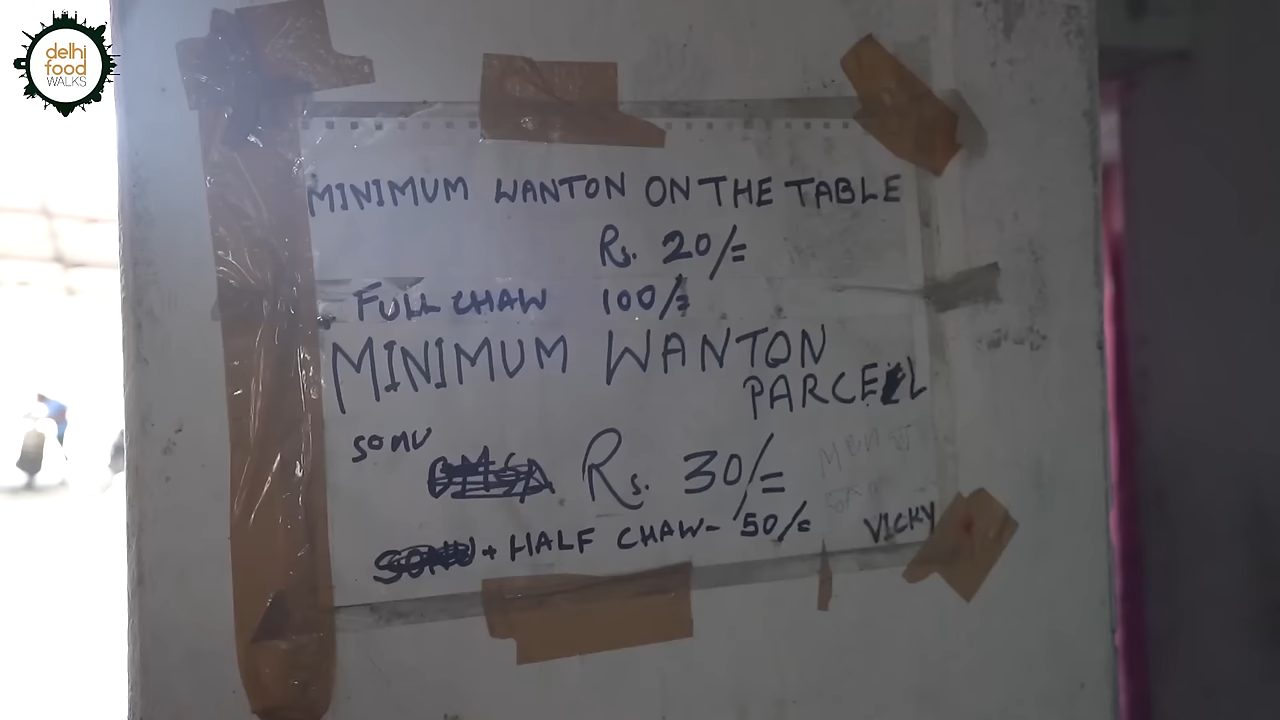 delhi
food
WALKS
MINIMUM WANTON ON THE TABLE
Rs. 20/=
FULL CHAW 100/=
MINIMUM WANTON
PARCEL
SONU
Rs. 30/=
+ HALF CHAW- 50/=
VICKY